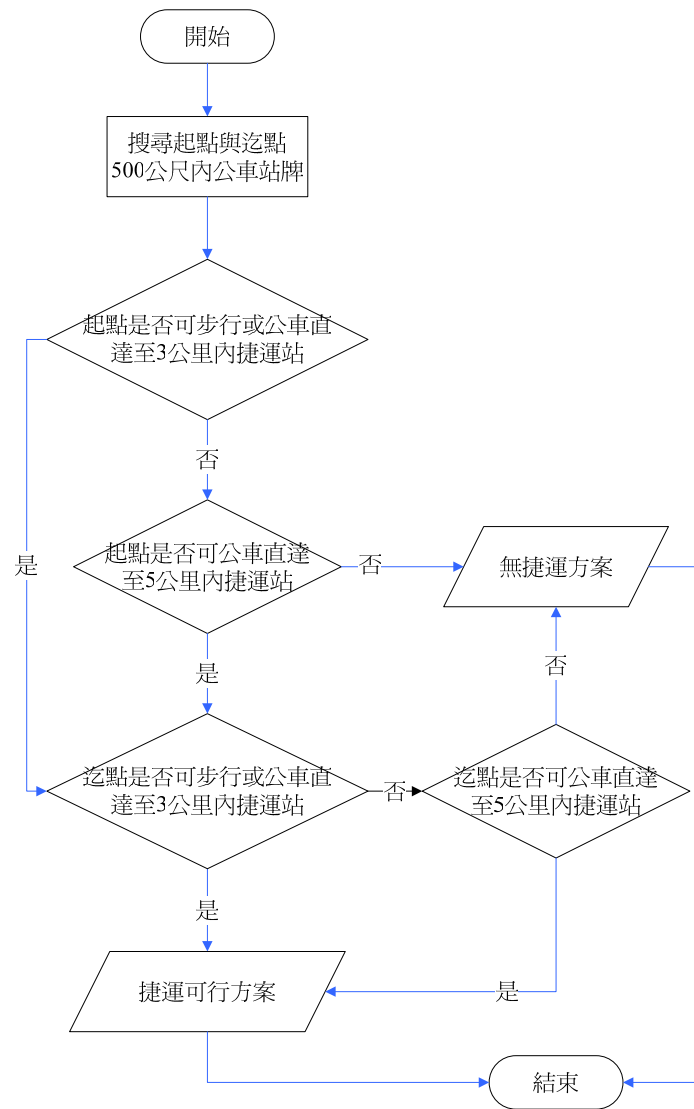 開始
搜尋起點與迄點
500公尺內公車站牌
起點是否可步行或公車直
達至3公里內捷運站
否
是
起點是否可公車直達
至5公里內捷運站
否
無捷運方案
是
否
迄點是否可步行或公車直
達至3公里內捷運站
否
迄點是否可公車直達
至5公里內捷運站
是
捷運可行方案
是
結束